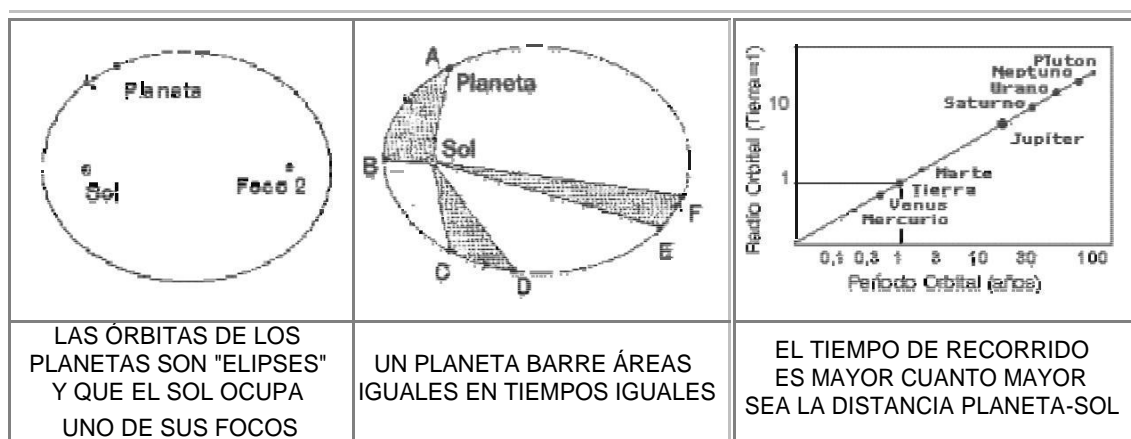 Planeta
Sol
Foco 2
A
Planeta
Sol
B
F
E
C
D
Radio Orbital (Tierra=1)
Pluton
Neptuno
Urano
Saturno
10
Jupiter
Marte
1
Tierra
Venus
Mercurio
0,1 0,3 1 3 10 30 100
Período Orbital (años)
LAS ÓRBITAS DE LOS
PLANETAS SON "ELIPSES"
Y QUE EL SOL OCUPA
UNO DE SUS FOCOS
UN PLANETA BARRE ÁREAS
IGUALES EN TIEMPOS IGUALES
EL TIEMPO DE RECORRIDO
ES MAYOR CUANTO MAYOR
SEA LA DISTANCIA PLANETA-SOL